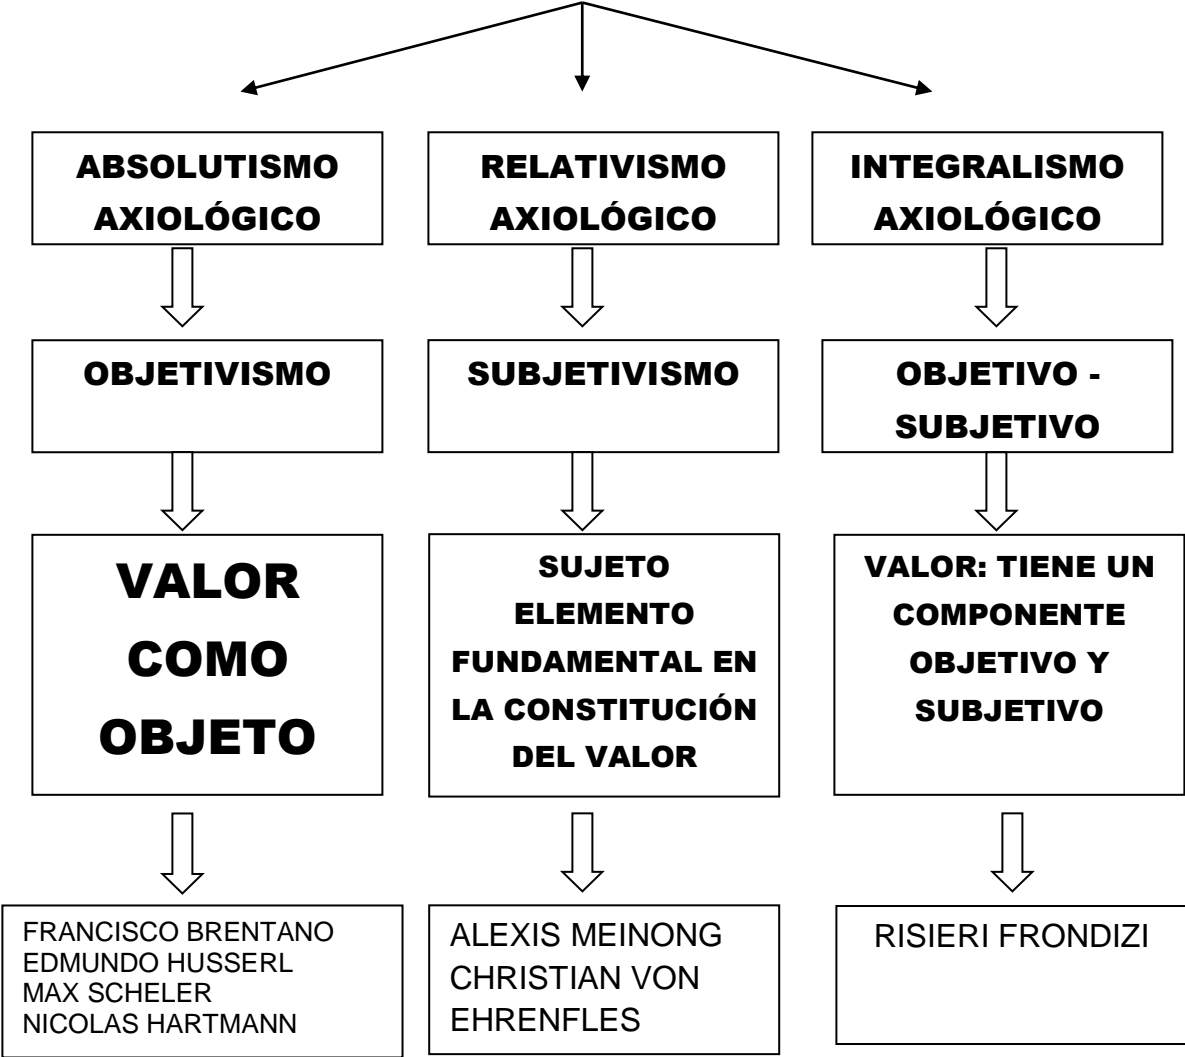 ABSOLUTISMO
AXIOLÓGICO
RELATIVISMO
AXIOLÓGICO
INTEGRALISMO
AXIOLÓGICO
OBJETIVISMO
SUBJETIVISMO
OBJETIVO -
SUBJETIVO
VALOR
COMO
OBJETO
SUJETO
ELEMENTO
FUNDAMENTAL EN
LA CONSTITUCIÓN
DEL VALOR
VALOR: TIENE UN
COMPONENTE
OBJETIVO Y
SUBJETIVO
FRANCISCO BRENTANO
EDMUNDO HUSSERL
MAX SCHELER
NICOLAS HARTMANN
ALEXIS MEINONG
CHRISTIAN VON
EHRENFLES
RISIERI FRONDIZI